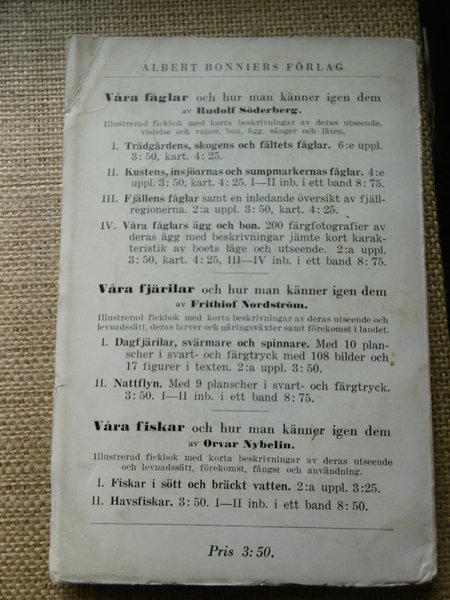 ALBERT BONNIERS FÖRLAG
Våra fåglar och hur man känner igen dem
av Rudolf Söderberg.
Illustrerad fickbok med korta beskrivningar av deras utseende,
vistelse och vanor, bon, ägg, sånger och läten.
I. Trädgårdens, skogens och fältets fåglar. 6:e uppl.
3: 50, kart. 4: 25.
II. Kustens, insjöarnas och sumpmarkernas fåglar. 4:e
uppl. 3: 50, kart. 4: 25. I—II inb. i ett band 8: 75.
III. Fjällens fåglar samt en inledande översikt av fjäll-
regionerna. 2:a uppl. 3: 50, kart. 4: 25.
IV. Våra fåglars ägg och bon. 200 färgfotografier av
deras ägg med beskrivningar jämte kort karak-
teristik av boets läge och utseende. 2:a uppl.
3: 50, kart. 4: 25, III—IV inb. i ett band 8: 75.
Våra fjärilar och hur man känner igen dem
av Frithiof Nordström.
Illustrerad fickbok med korta beskrivningar av deras utseende och
levnadssätt, deras larver och näringsväxter samt förekomst i landet.
I. Dagfjärilar, svärmare och spinnare. Med 10 plan-
scher i svart- och färgtryck med 108 bilder och
17 figurer i texten. 2:a uppl. 3: 50.
II. Nattflyn. Med 9 planscher i svart- och färgtryck.
3: 50. I—II inb. i ett band 8: 75.
Våra fiskar och hur man känner igen dem
av Orvar Nybelin.
Illustrerad fickbok med korta beskrivningar av deras utseende
och levnadssätt, förekomst, fångst och användning.
I. Fiskar i sött och bräckt vatten. 2:a uppl. 3:25.
II. Havsfiskar. 3: 50. I—II inb. i ett band 8: 50.
Pris 3: 50.